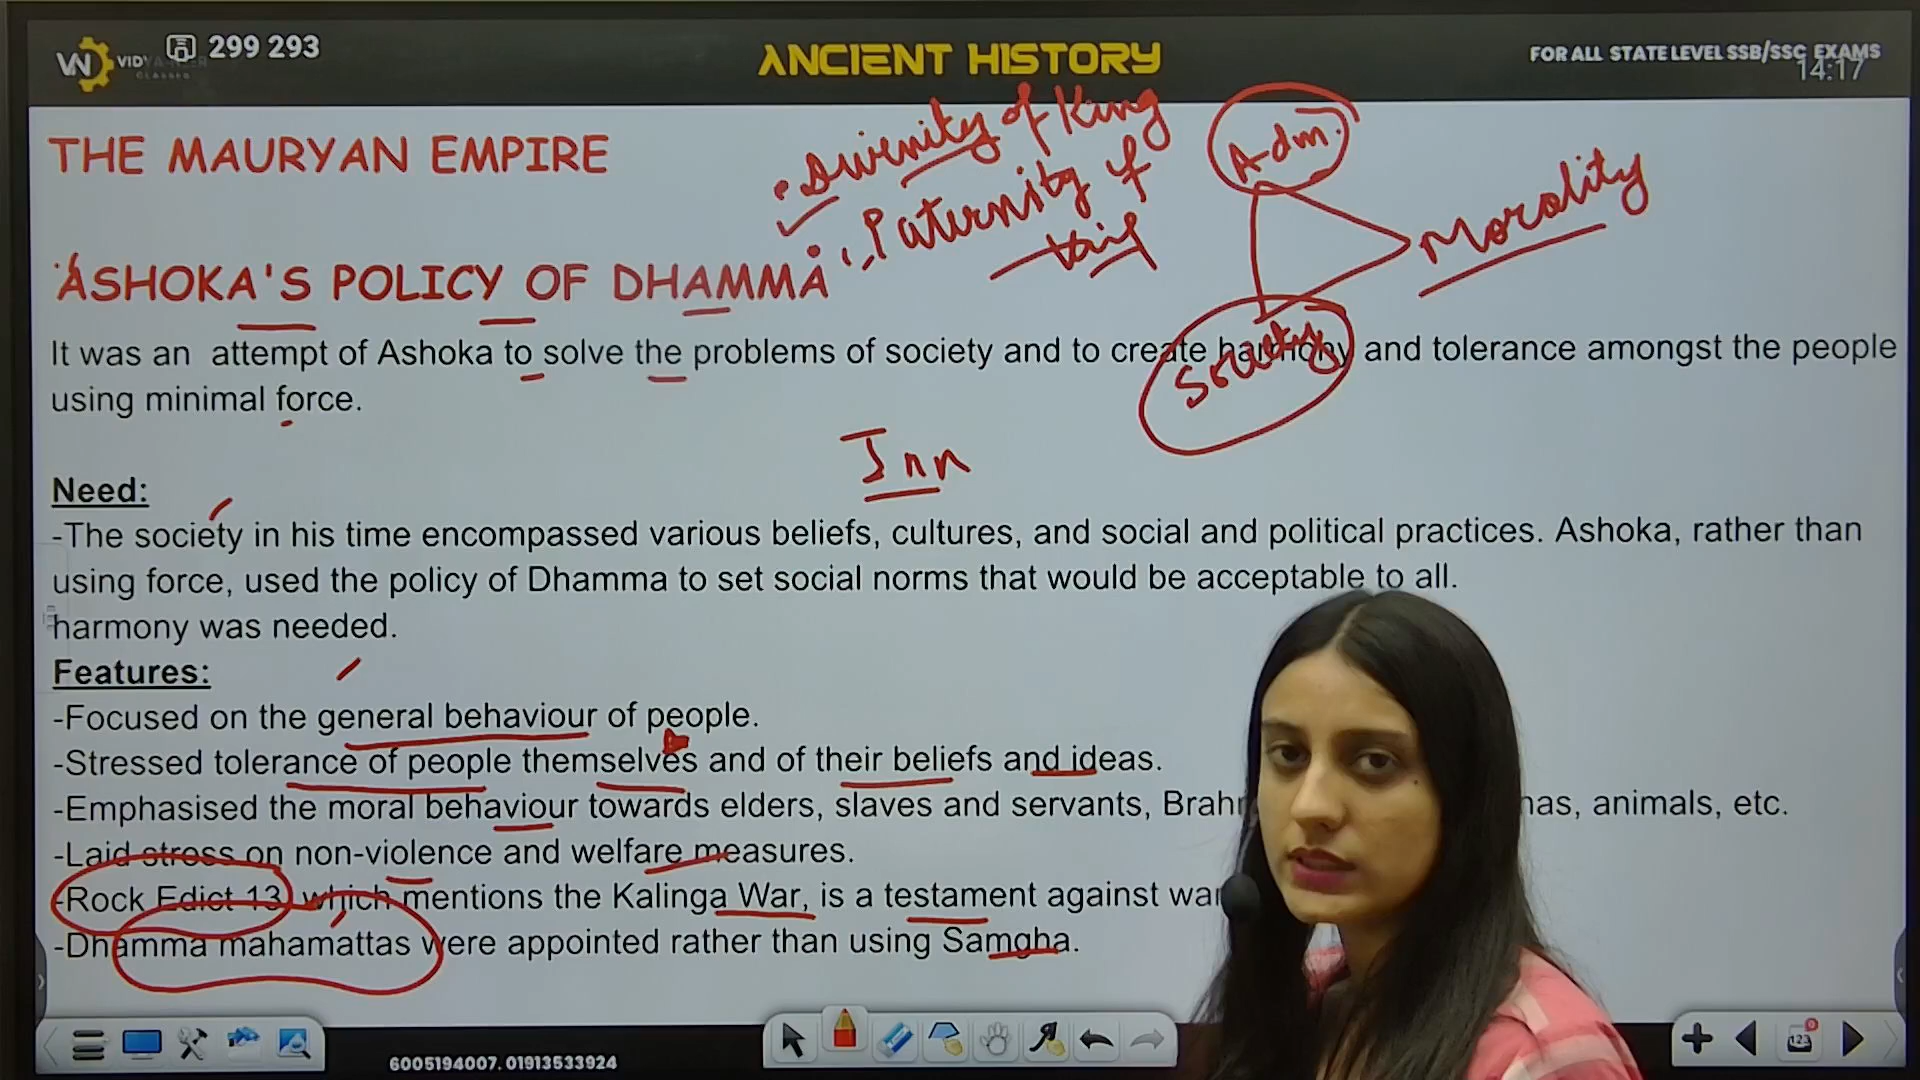 VIDYA
CLASSES
299 293
ANCIENT HISTORY
FOR ALL STATE LEVEL SSB/SSC EXAMS
14:17
THE MAURYAN EMPIRE
Divenity of King
Paternity of
King
Adm.
Morality
Society
ASHOKA'S POLICY OF DHAMMA
It was an attempt of Ashoka to solve the problems of society and to create harmony and tolerance amongst the people
using minimal force.
Inn
Need:
-The society in his time encompassed various beliefs, cultures, and social and political practices. Ashoka, rather than
using force, used the policy of Dhamma to set social norms that would be acceptable to all.
harmony was needed.
Features:
-Focused on the general behaviour of people.
-Stressed tolerance of people themselves and of their beliefs and ideas.
-Emphasised the moral behaviour towards elders, slaves and servants, Brah nas, animals, etc.
-Laid stress on non-violence and welfare measures.
-Rock Edict 13, which mentions the Kalinga War, is a testament against war
-Dhamma mahamattas were appointed rather than using Samgha.
6005194007, 01913533924
123